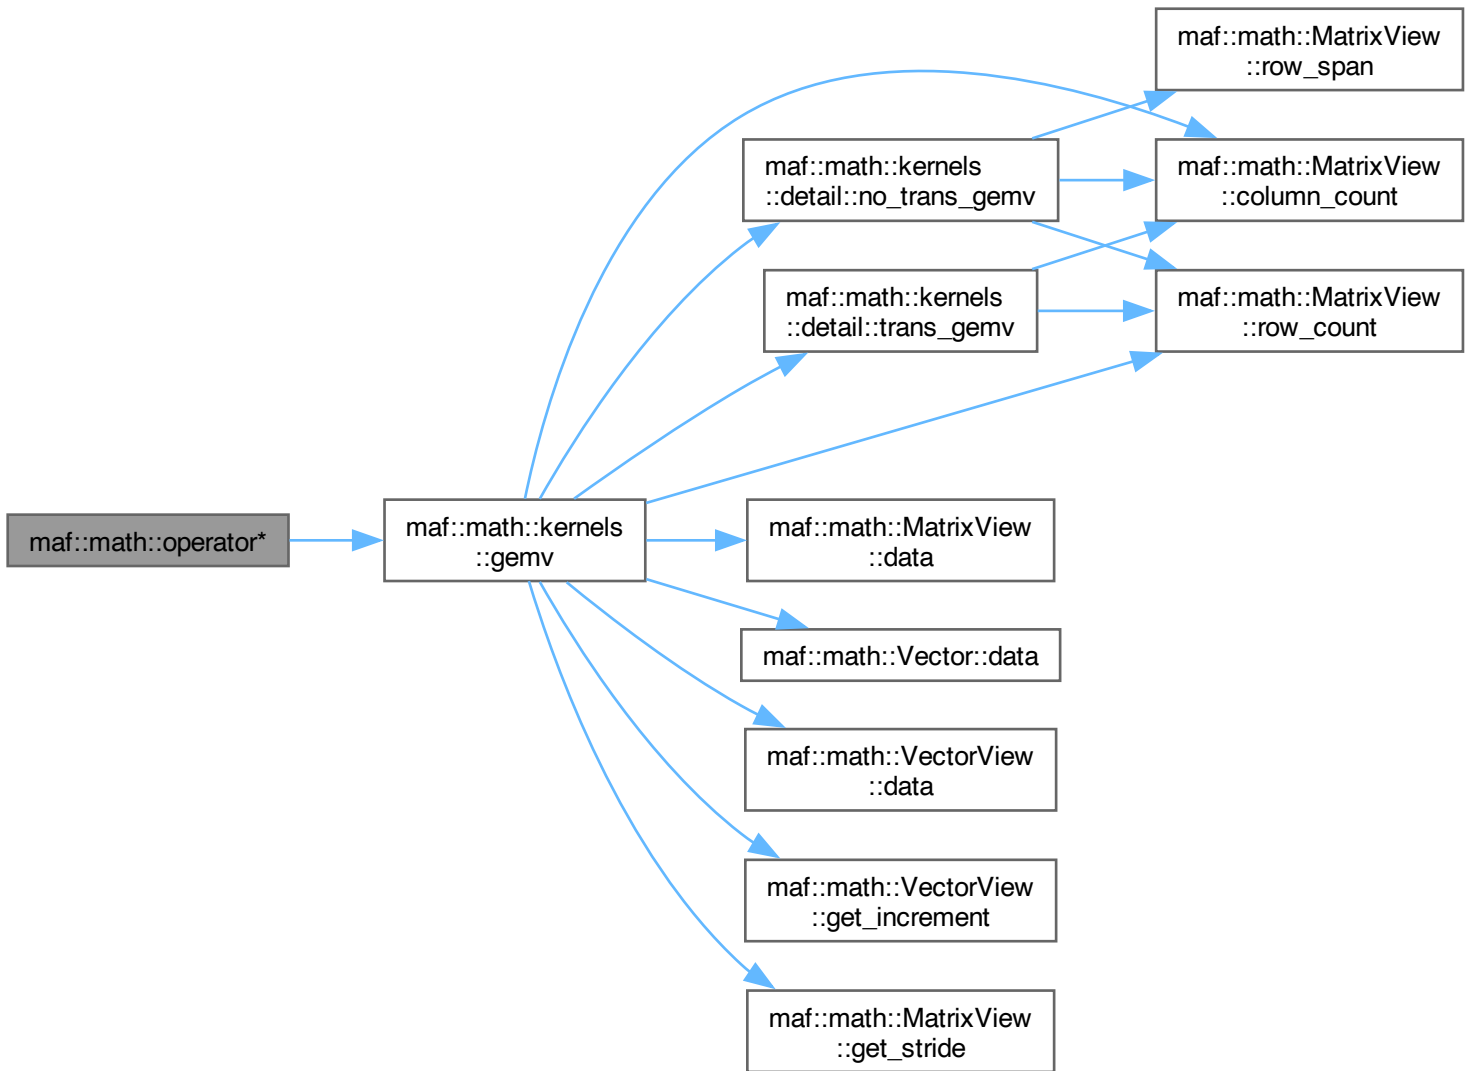 maf::math::operator*
maf::math::kernels
::gemv
maf::math::kernels
::detail::no_trans_gemv
maf::math::kernels
::detail::trans_gemv
maf::math::MatrixView
::data
maf::math::Vector::data
maf::math::VectorView
::data
maf::math::VectorView
::get_increment
maf::math::MatrixView
::get_stride
maf::math::MatrixView
::row_span
maf::math::MatrixView
::column_count
maf::math::MatrixView
::row_count